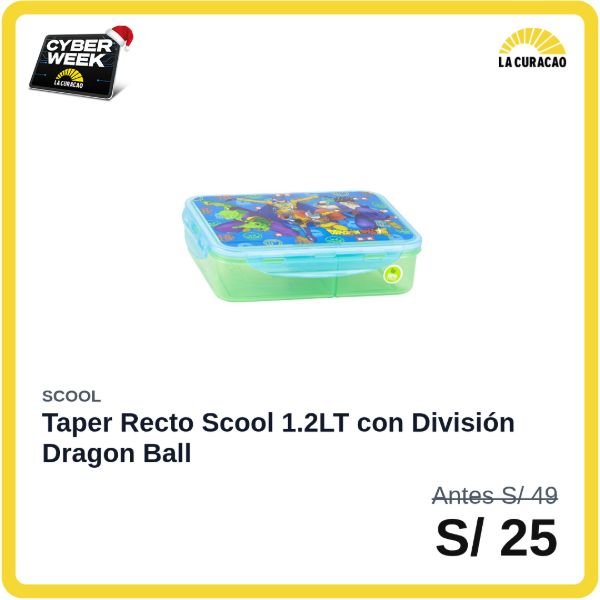 CYBER
WEEK
LA CURACAO
LA CURACAO
SCOOL
Taper Recto Scool 1.2LT con División
Dragon Ball
Antes S/ 49
S/ 25